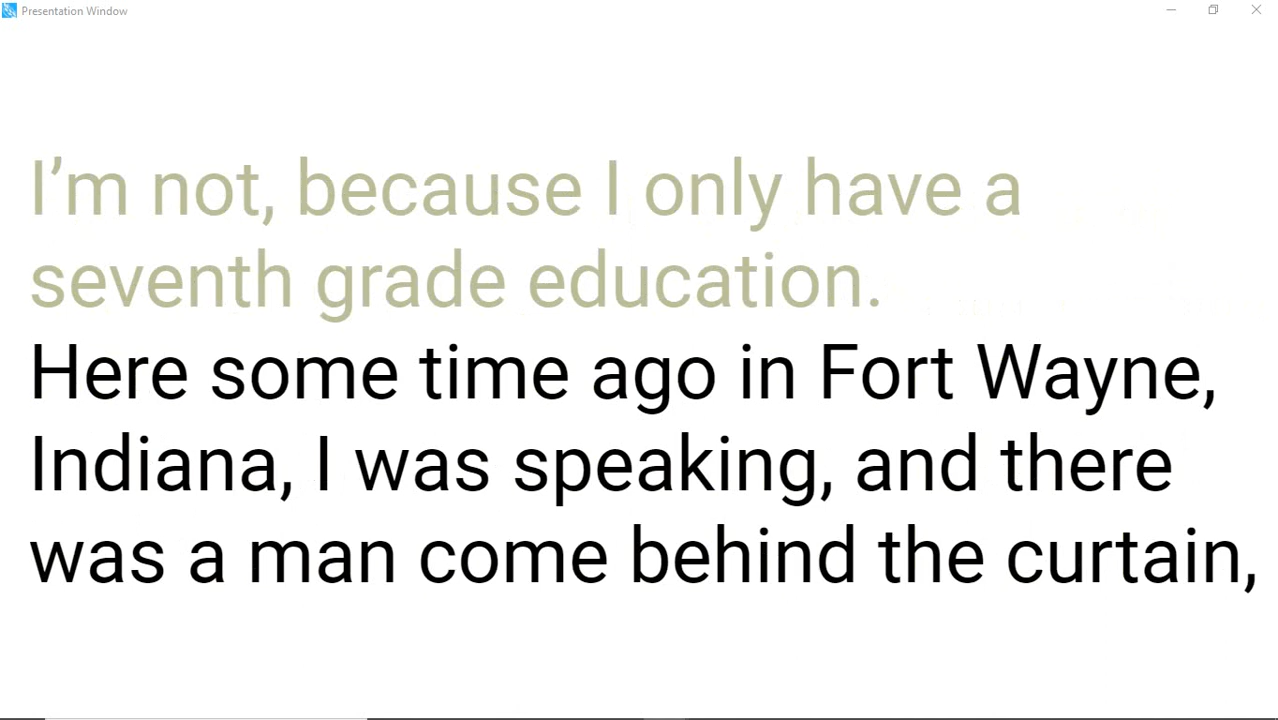 Presentation Window
I’m not, because I only have a
seventh grade education.
Here some time ago in Fort Wayne,
Indiana, I was speaking, and there
was a man come behind the curtain,